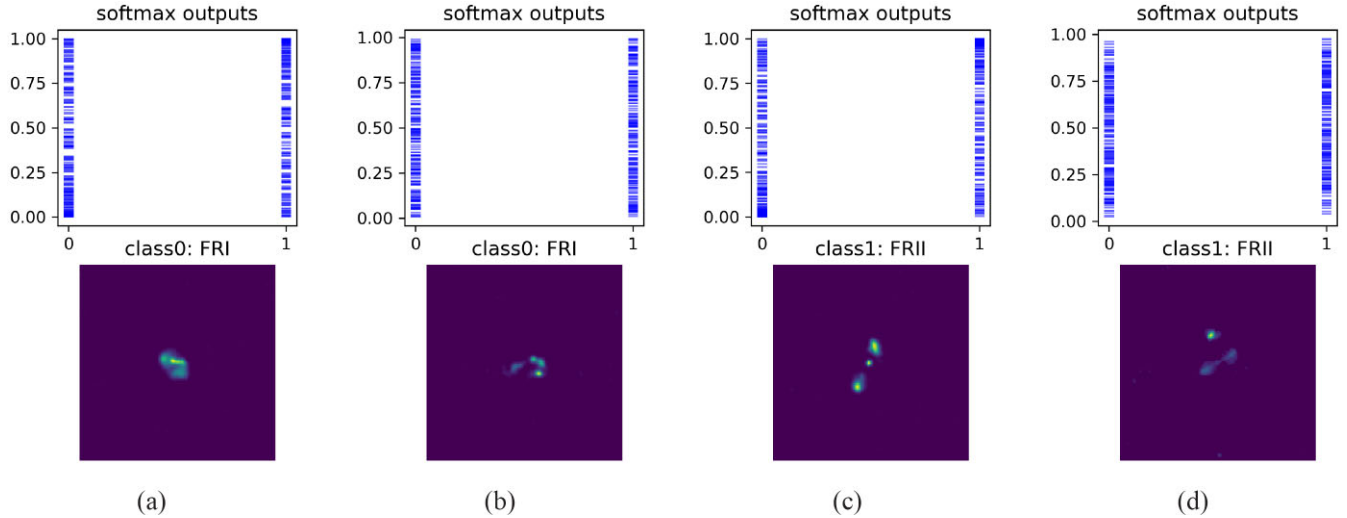 softmax outputs softmax outputs softmax outputs softmax outputs
1.00 1.00 1.00 1.00
0.75 0.75 0.75 0.75
0.50 0.50 0.50 0.50
0.25 0.25 0.25 0.25
0.00 0.00 0.00 0.00
0 1 0 1 0 1 0 1
class0: FRI class0: FRI class1: FRII class1: FRII
(a) (b) (c) (d)